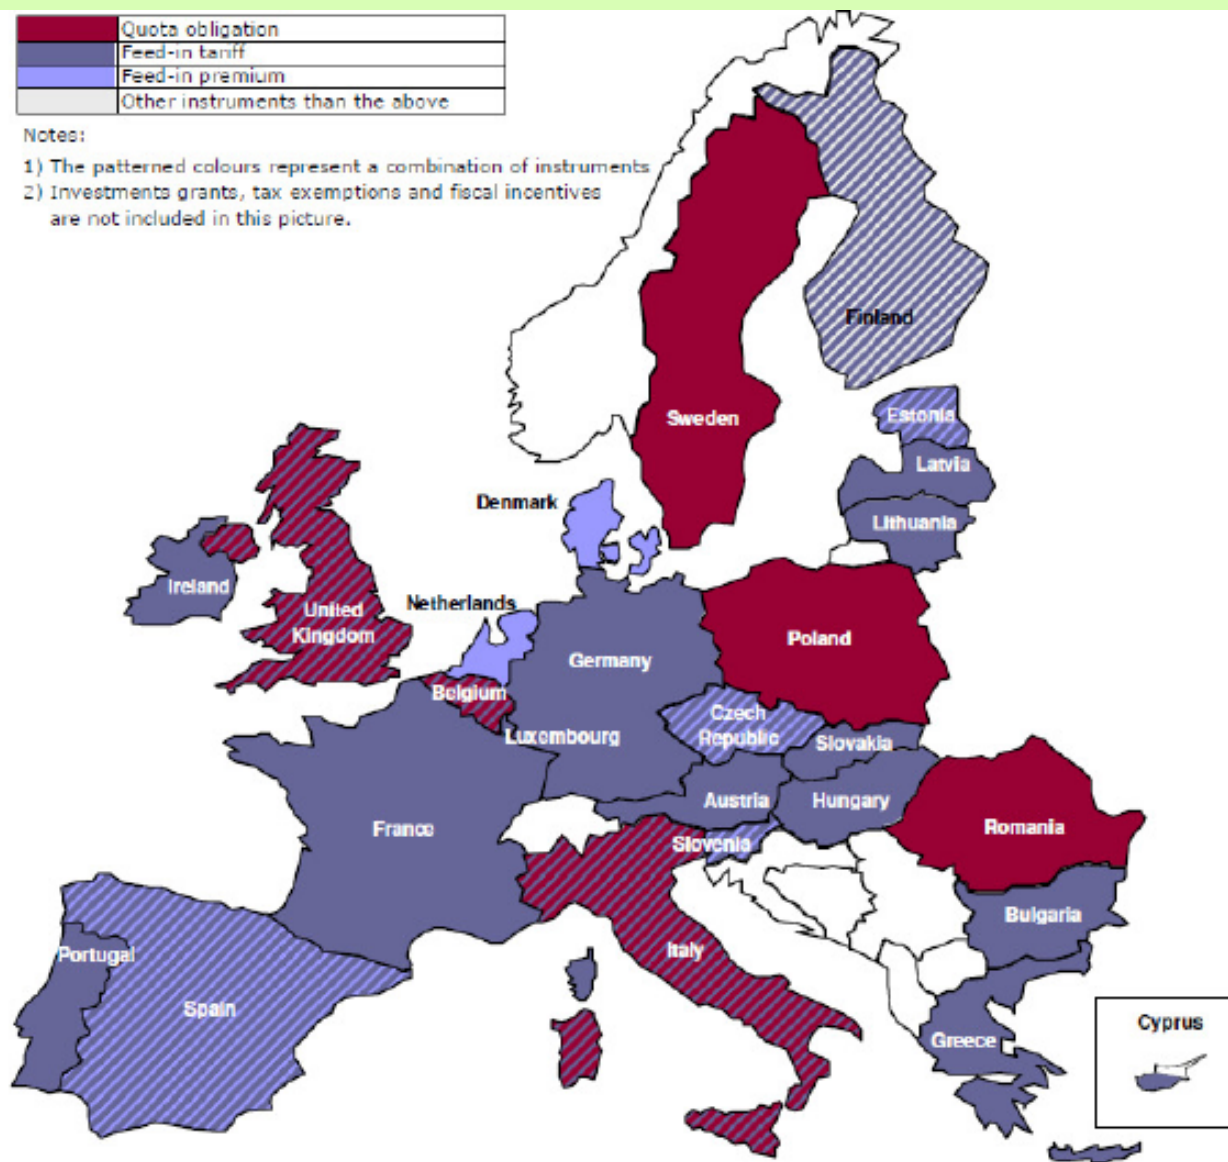 Quota obligation
Feed-in tariff
Feed-in premium
Other instruments than the above
Notes:
1) The patterned colours represent a combination of instruments
2) Investments grants, tax exemptions and fiscal incentives
are not included in this picture.
Finland
Sweden
Estonia
Latvia
Denmark
Lithuania
Ireland
Netherlands
United
Kingdom
Poland
Germany
Belgium
Czech
Republic
Luxembourg
Slovakia
Austria
Hungary
France
Romania
Slovenia
Bulgaria
Portugal
Italy
Spain
Cyprus
Greece